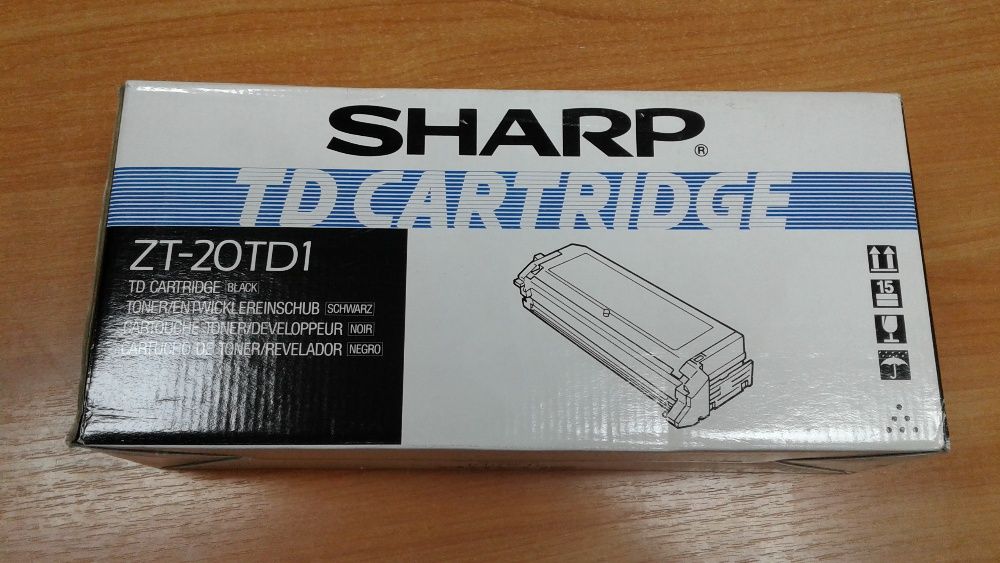 SHARP®
TD CARTRIDGE
ZT-20TD1
TD CARTRIDGE BLACK
TONER/ENTWICKLEREINSCHUB SCHWARZ
CARTOUCHE TONER/DEVELOPPEUR NOIR
CARTUCHO DE TONER/REVELADOR NEGRO
15